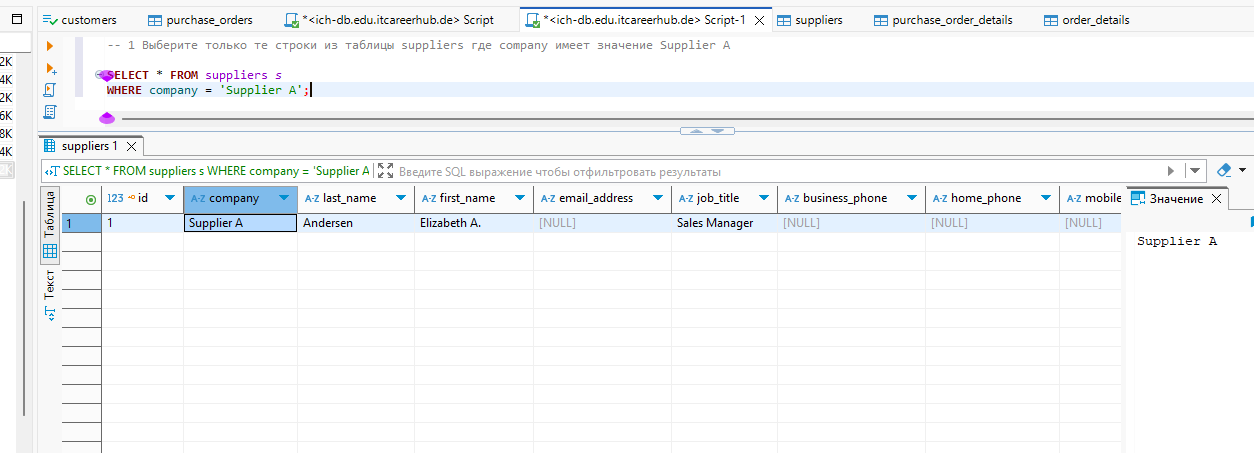 customers purchase_orders *<ich-db.edu.itcareerhub.de> Script *<ich-db.edu.itcareerhub.de> Script-1 suppliers purchase_order_details order_details
2K
4K
2K
6K
8K
4K
-- 1 Выберите только те строки из таблицы suppliers где company имеет значение Supplier A
SELECT * FROM suppliers s
WHERE company = 'Supplier A';
suppliers 1
SELECT * FROM suppliers s WHERE company = 'Supplier A Введите SQL выражение чтобы отфильтровать результаты
Таблица
Текст
123 id A-Z company A-Z last_name A-Z first_name A-Z email_address A-Z job_title A-Z business_phone A-Z home_phone A-Z mobile
1 1 Supplier A Andersen Elizabeth A. [NULL] Sales Manager [NULL] [NULL] [NULL]
Значение
Supplier A